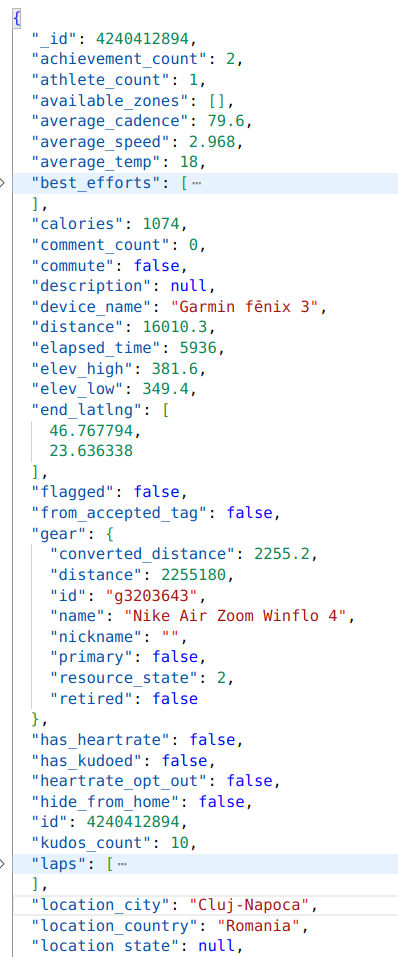 {
"_id": 4240412894,
"achievement_count": 2,
"athlete_count": 1,
"available_zones": [],
"average_cadence": 79.6,
"average_speed": 2.968,
"average_temp": 18,
"best_efforts": [ ⋯
],
"calories": 1074,
"comment_count": 0,
"commute": false,
"description": null,
"device_name": "Garmin fēnix 3",
"distance": 16010.3,
"elapsed_time": 5936,
"elev_high": 381.6,
"elev_low": 349.4,
"end_latlng": [
46.767794,
23.636338
],
"flagged": false,
"from_accepted_tag": false,
"gear": {
"converted_distance": 2255.2,
"distance": 2255180,
"id": "g3203643",
"name": "Nike Air Zoom Winflo 4",
"nickname": "",
"primary": false,
"resource_state": 2,
"retired": false
},
"has_heartrate": false,
"has_kudoed": false,
"heartrate_opt_out": false,
"hide_from_home": false,
"id": 4240412894,
"kudos_count": 10,
"laps": [ ⋯
],
"location_city": "Cluj-Napoca",
"location_country": "Romania",
"location_state": null,